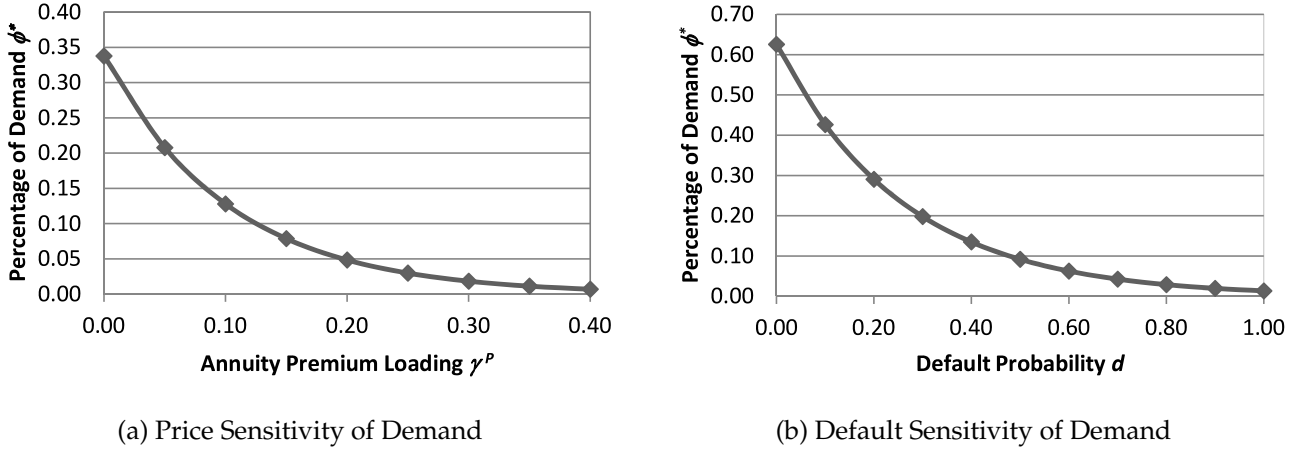 Percentage of Demand ϕ*
0.40
0.35
0.30
0.25
0.20
0.15
0.10
0.05
0.00
0.00 0.10 0.20 0.30 0.40
Annuity Premium Loading γ^P
(a) Price Sensitivity of Demand
Percentage of Demand ϕ*
0.70
0.60
0.50
0.40
0.30
0.20
0.10
0.00
0.00 0.20 0.40 0.60 0.80 1.00
Default Probability d
(b) Default Sensitivity of Demand